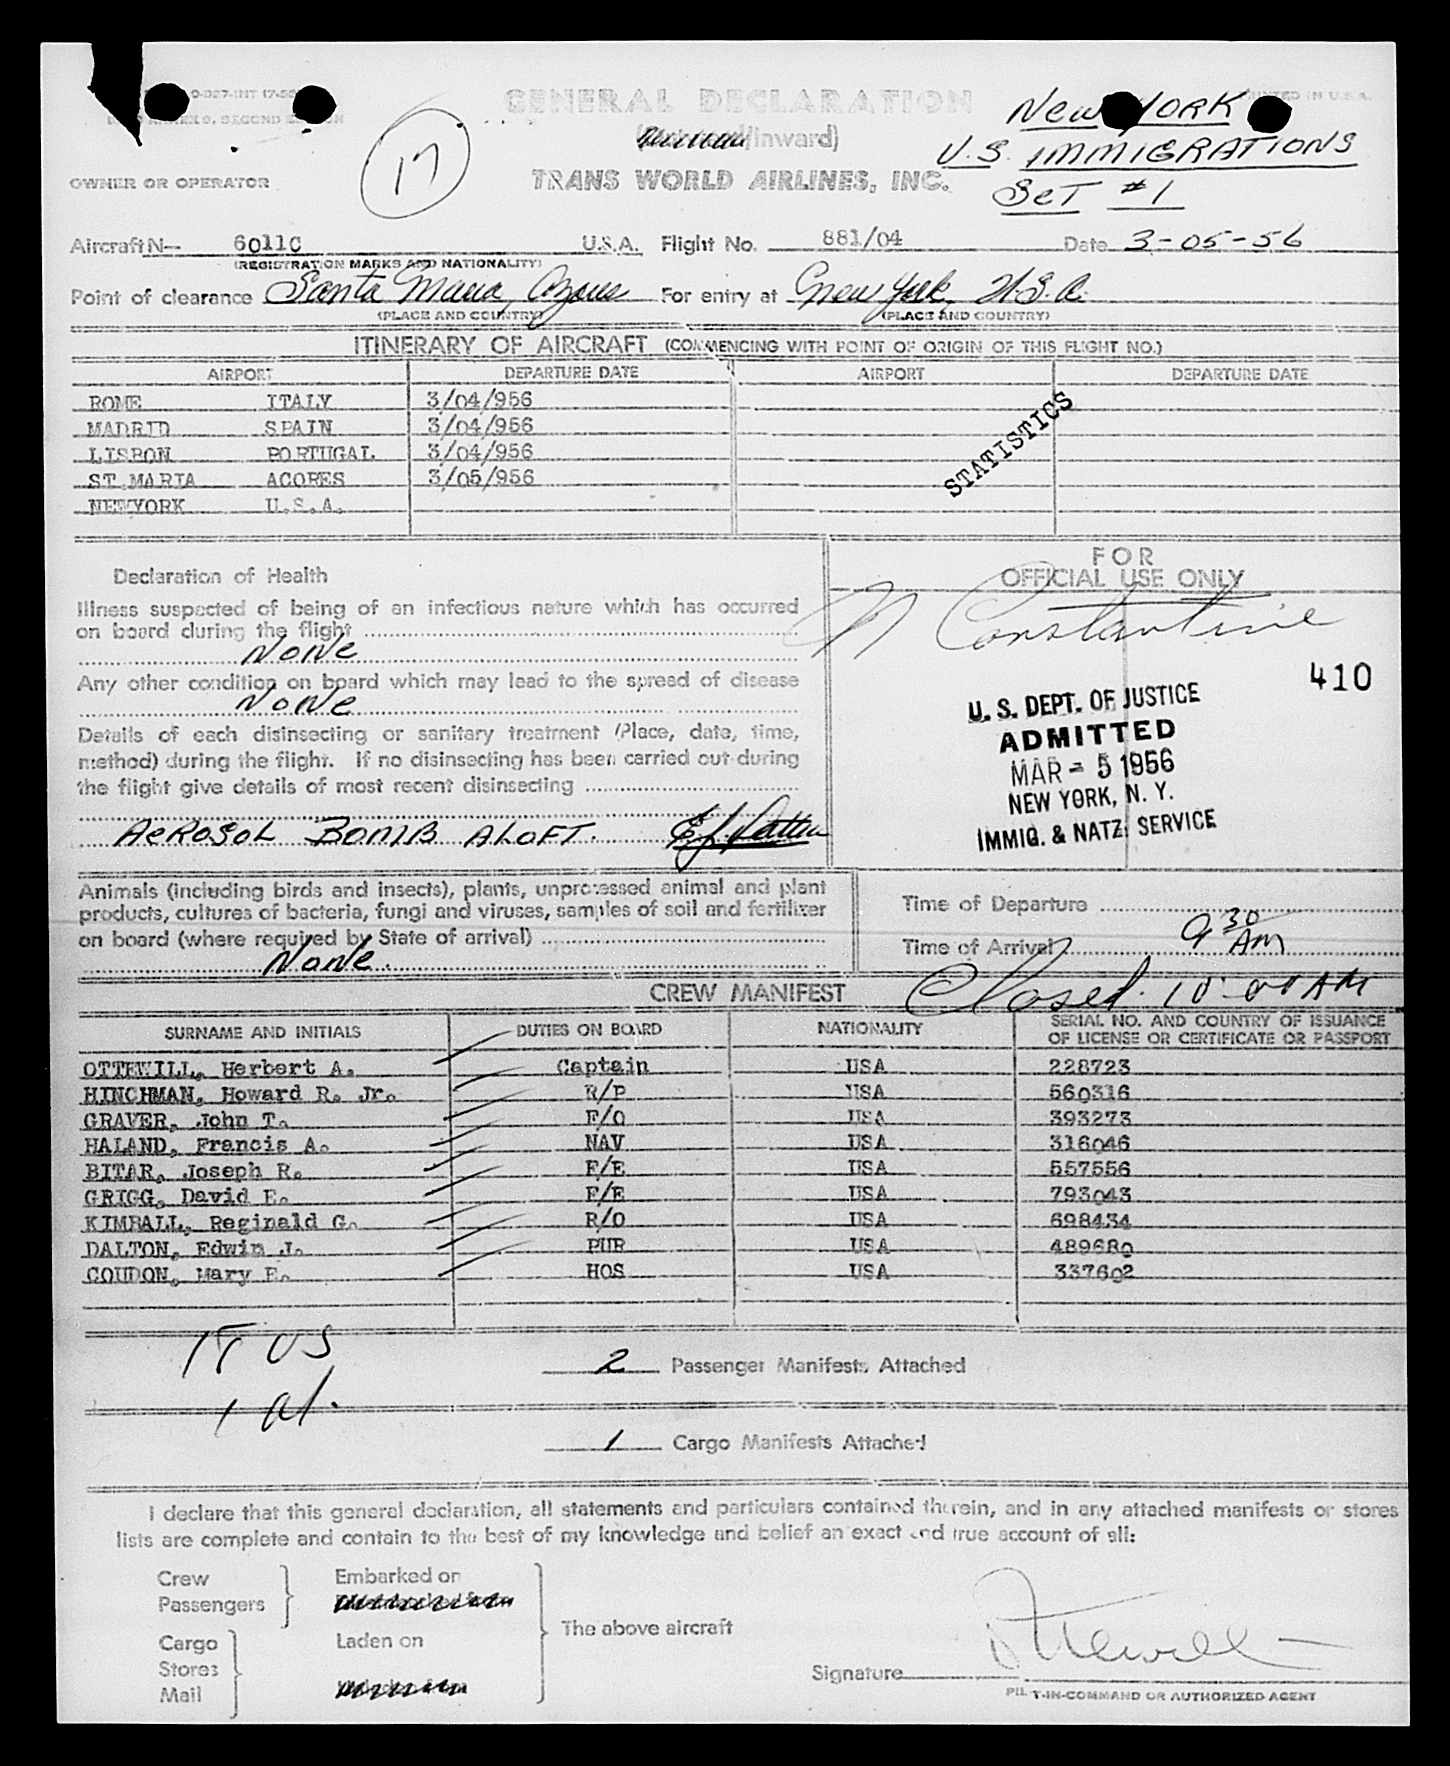 GENERAL DECLARATION
NEW YORK
(Inward)
U.S. IMMIGRATIONS
17
OWNER OR OPERATOR
TRANS WORLD AIRLINES, INC.
SET #1
Aircraft N— 6011C U.S.A. Flight No. 881/04 Date 3-05-56
(REGISTRATION MARKS AND NATIONALITY)
Point of clearance Santa Maria, Azores For entry at New York, U.S.A.
(PLACE AND COUNTRY) (PLACE AND COUNTRY)
ITINERARY OF AIRCRAFT (COMMENCING WITH POINT OF ORIGIN OF THIS FLIGHT NO.)
AIRPORT DEPARTURE DATE AIRPORT DEPARTURE DATE
ROME ITALY 3/04/956
MADRID SPAIN 3/04/956
LISBON PORTUGAL 3/04/956
ST.MARIA ACORES 3/05/956
NEWYORK U.S.A.
STATISTICS
Declaration of Health
Illness suspected of being of an infectious nature which has occurred
on board during the flight
NONE
Any other condition on board which may lead to the spread of disease
NONE
Details of each disinsecting or sanitary treatment (Place, date, time,
method) during the flight. If no disinsecting has been carried out during
the flight give details of most recent disinsecting
AEROSOL BOMB ALOFT.
FOR
OFFICIAL USE ONLY
N Constantine
410
U. S. DEPT. OF JUSTICE
ADMITTED
MAR - 5 1956
NEW YORK, N. Y.
IMMIG. & NATZ. SERVICE
Animals (including birds and insects), plants, unprocessed animal and plant
products, cultures of bacteria, fungi and viruses, samples of soil and fertilizer
on board (where required by State of arrival)
NONE
Time of Departure
Time of Arrival 9 30 AM
Closed. 10:00 AM
CREW MANIFEST
SURNAME AND INITIALS DUTIES ON BOARD NATIONALITY SERIAL NO. AND COUNTRY OF ISSUANCE
OF LICENSE OR CERTIFICATE OR PASSPORT
OTTEWILL, Herbert A. Captain USA 228723
HINCHMAN, Howard R. Jr. R/P USA 560316
GRAVER, John T. F/O USA 393273
HALAND, Francis A. NAV USA 316046
BITAR, Joseph R. F/E USA 557556
GRIGG, David E. F/E USA 793043
KIMBALL, Reginald G. R/O USA 698434
DALTON, Edwin J. PUR USA 489680
COUDON, Mary E. HOS USA 337602
US
1 al.
2 Passenger Manifests Attached
1 Cargo Manifests Attached
I declare that this general declaration, all statements and particulars contained therein, and in any attached manifests or stores
lists are complete and contain to the best of my knowledge and belief an exact and true account of all:
Crew Embarked on
Passengers
The above aircraft
Cargo Laden on
Stores
Mail
Signature
PILOT-IN-COMMAND OR AUTHORIZED AGENT